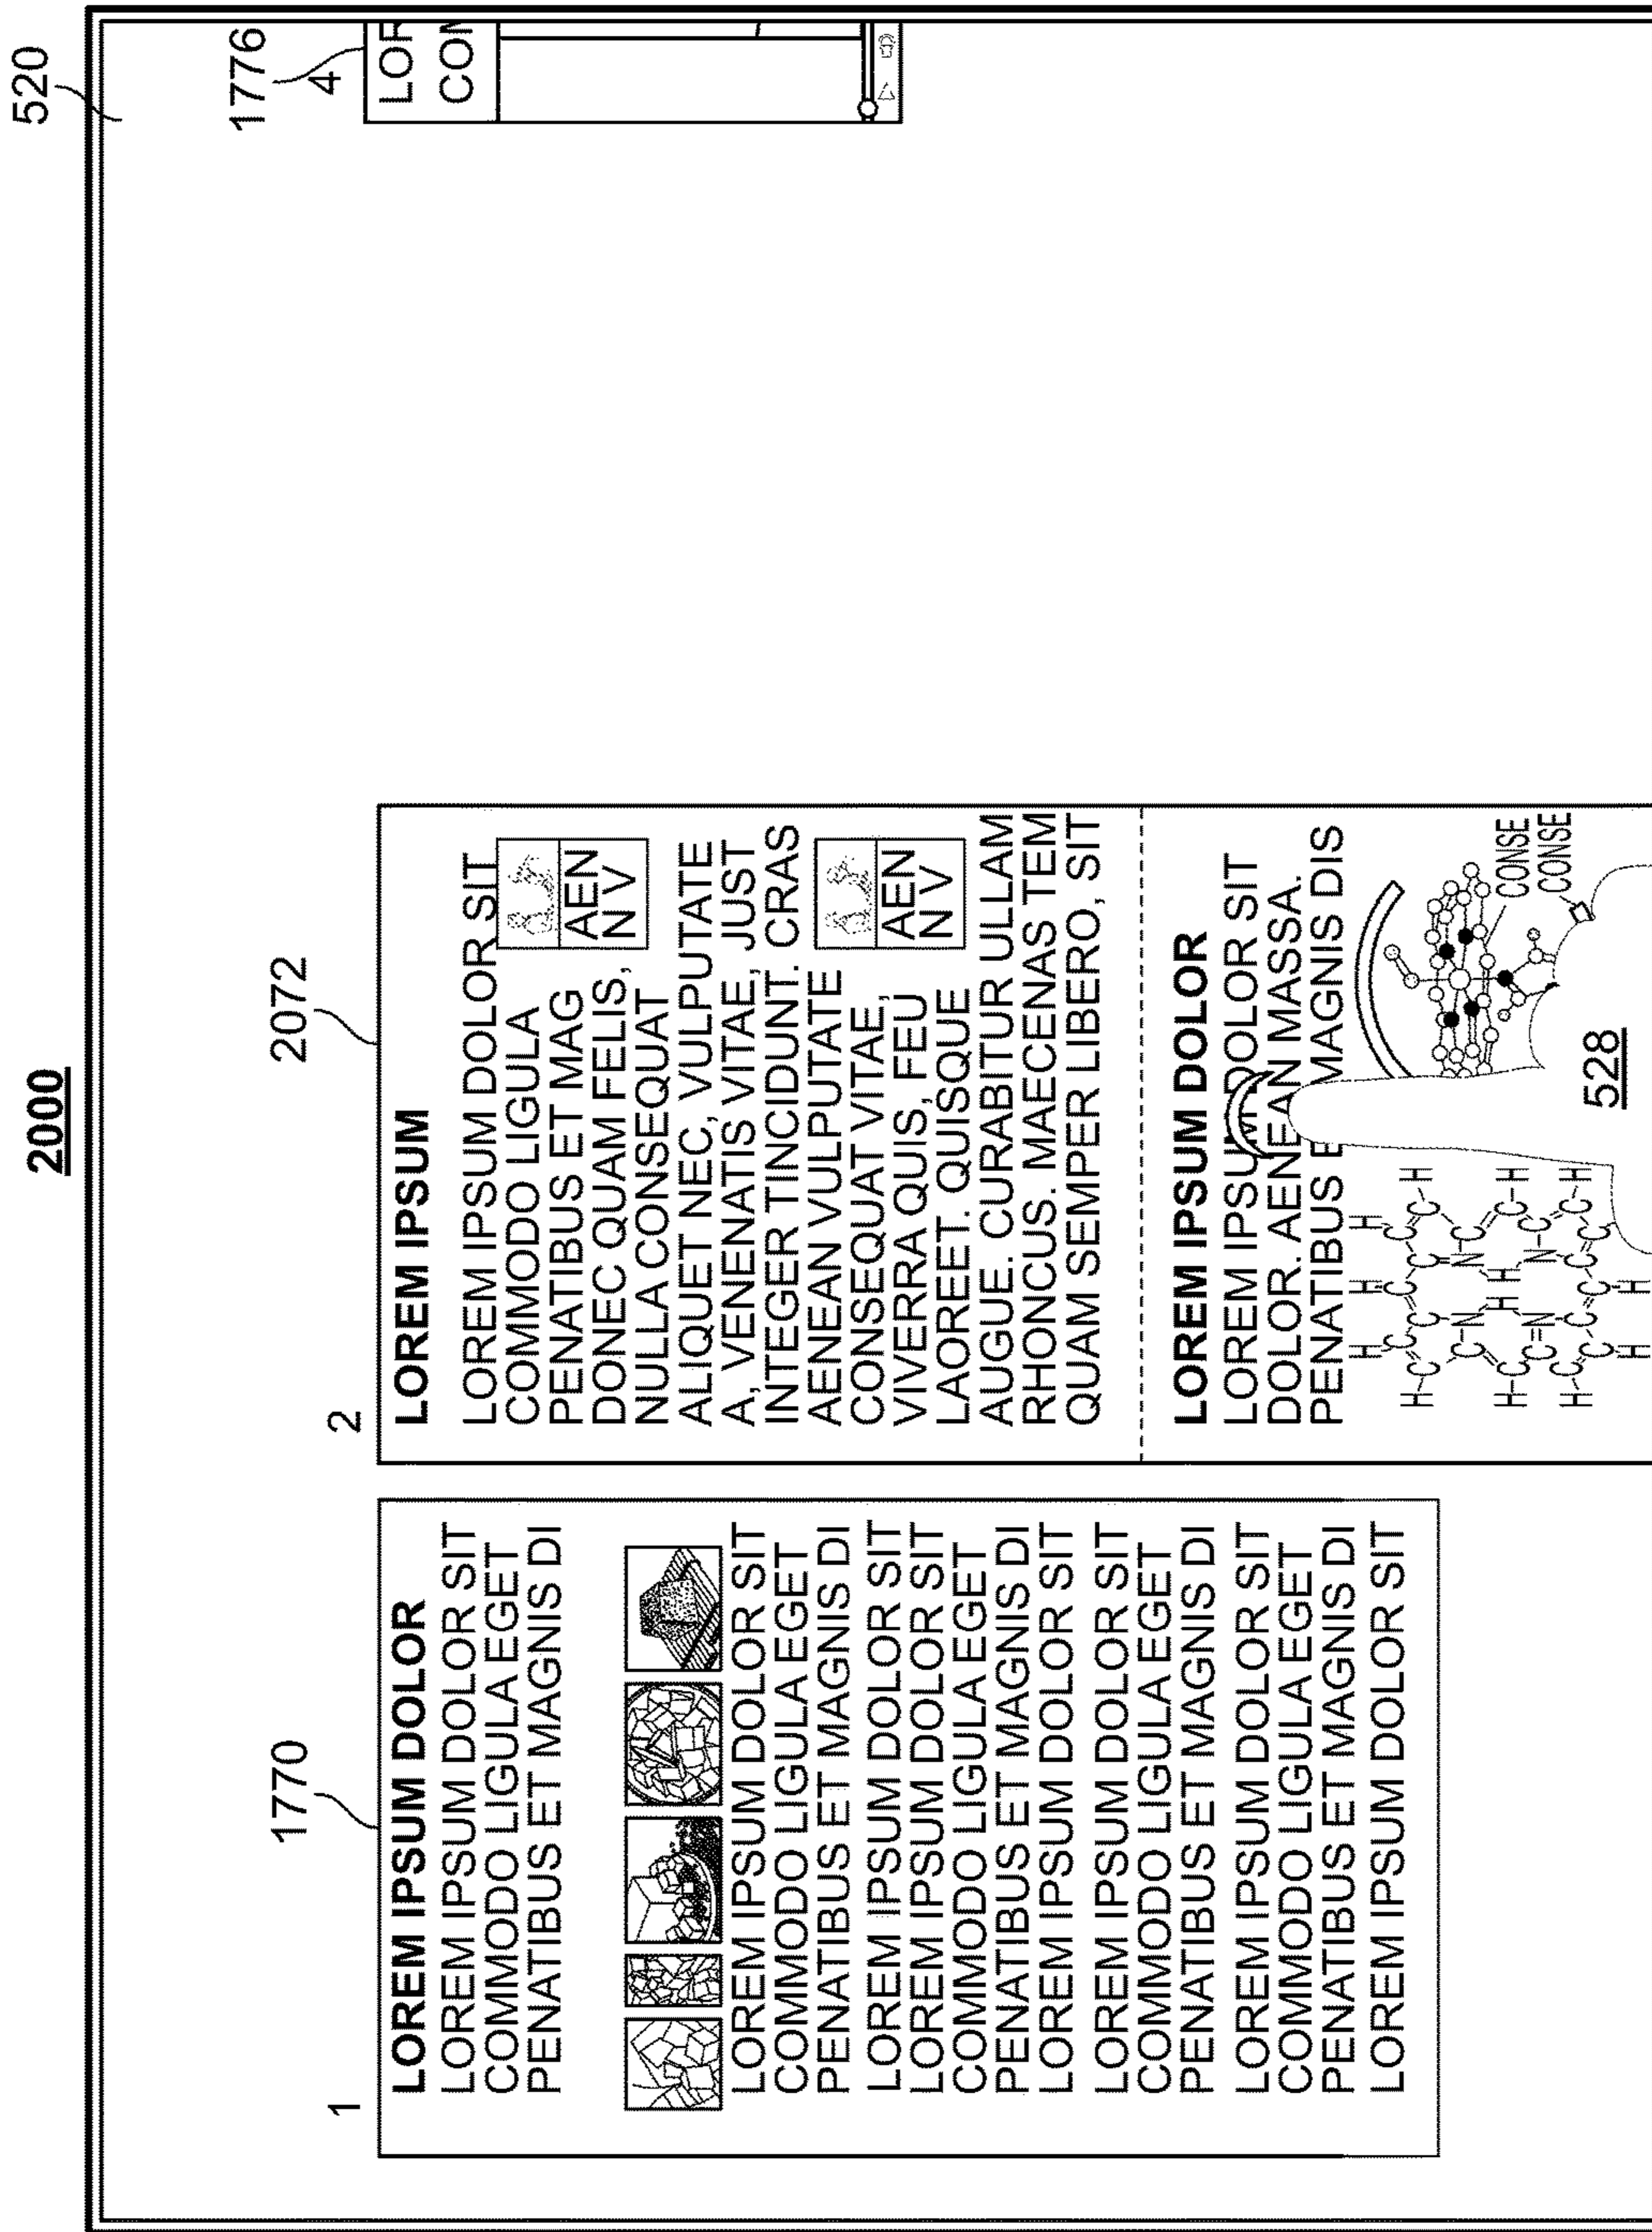 2000
520
1776
4
LOR
COM
1770
1
LOREM IPSUM DOLOR
LOREM IPSUM DOLOR SIT
COMMODO LIGULA EGET
PENATIBUS ET MAGNIS DI
LOREM IPSUM DOLOR SIT
COMMODO LIGULA EGET
PENATIBUS ET MAGNIS DI
LOREM IPSUM DOLOR SIT
LOREM IPSUM DOLOR SIT
COMMODO LIGULA EGET
PENATIBUS ET MAGNIS DI
LOREM IPSUM DOLOR SIT
LOREM IPSUM DOLOR SIT
COMMODO LIGULA EGET
PENATIBUS ET MAGNIS DI
LOREM IPSUM DOLOR SIT
COMMODO LIGULA EGET
PENATIBUS ET MAGNIS DI
LOREM IPSUM DOLOR SIT
2072
2
LOREM IPSUM
LOREM IPSUM DOLOR SIT
COMMODO LIGULA
PENATIBUS ET MAG
DONEC QUAM FELIS,
NULLA CONSEQUAT
AEN
N V
ALIQUET NEC, VULPUTATE
A, VENENATIS VITAE, JUST
INTEGER TINCIDUNT. CRAS
AENEAN VULPUTATE
CONSEQUAT VITAE,
VIVERRA QUIS, FEU
LAOREET. QUISQUE
AEN
N V
AUGUE. CURABITUR ULLAM
RHONCUS. MAECENAS TEM
QUAM SEMPER LIBERO, SIT
LOREM IPSUM DOLOR
LOREM IPSUM DOLOR SIT
DOLOR. AENEAN MASSA.
PENATIBUS E MAGNIS DIS
CONSE
CONSE
528